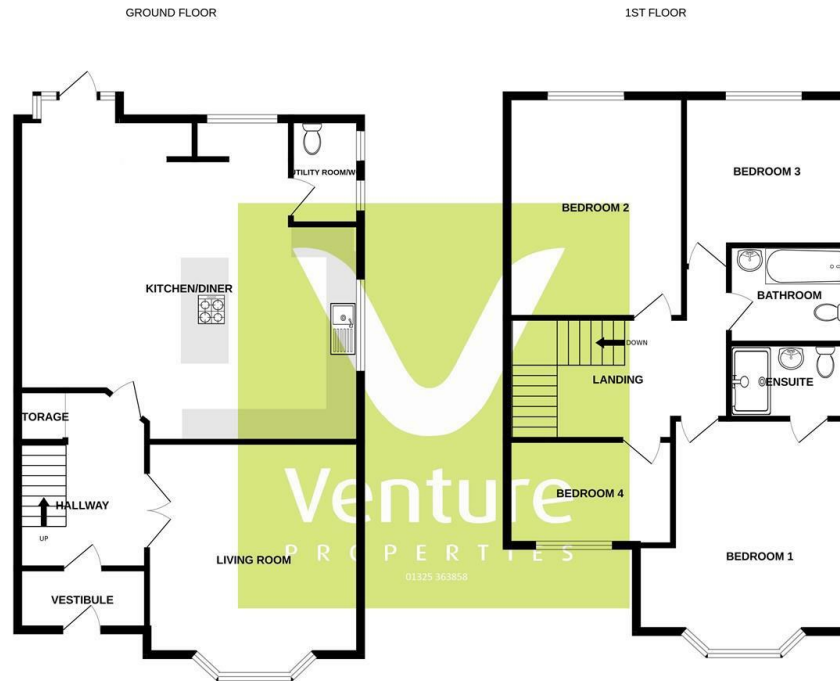 GROUND FLOOR
1ST FLOOR
UTILITY ROOM/W
KITCHEN/DINER
TORAGE
HALLWAY
UP
LIVING ROOM
VESTIBULE
BEDROOM 2
BEDROOM 3
BATHROOM
DOWN
LANDING
ENSUITE
BEDROOM 4
BEDROOM 1
Venture
PROPERTIES
01325 363858